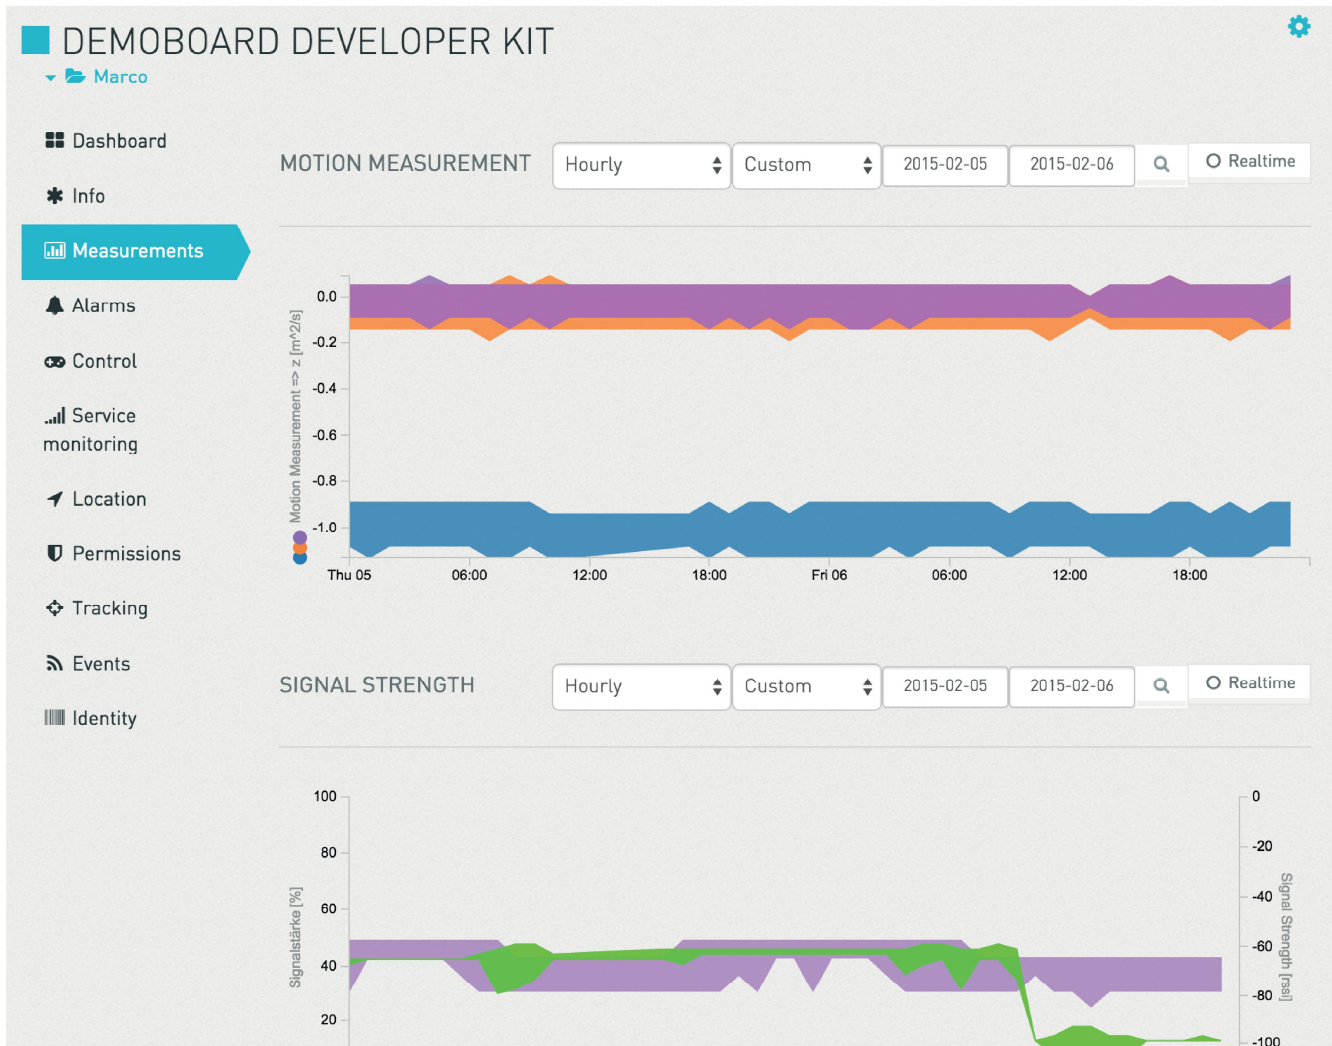 DEMOBOARD DEVELOPER KIT
Marco
Dashboard
Info
Measurements
Alarms
Control
Service
monitoring
Location
Permissions
Tracking
Events
Identity
MOTION MEASUREMENT
Hourly
Custom
2015-02-05
2015-02-06
Realtime
Motion Measurement => z [m^2/s]
0.0
-0.2
-0.4
-0.6
-0.8
-1.0
Thu 05
06:00
12:00
18:00
Fri 06
06:00
12:00
18:00
SIGNAL STRENGTH
Hourly
Custom
2015-02-05
2015-02-06
Realtime
Signalstärke [%]
100
80
60
40
20
0
-20
-40
-60
-80
-100
Signal Strength [rssi]